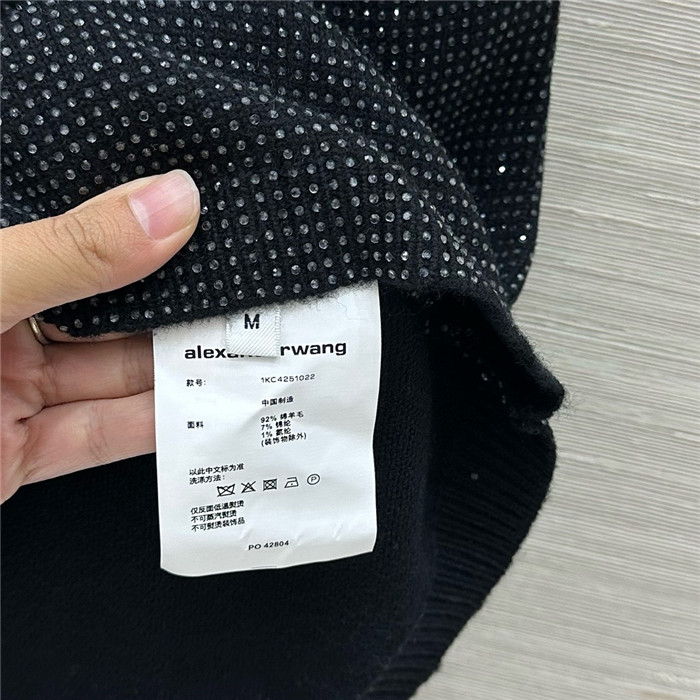 M
alexanderwang
款号: 1KC4251022
中国制造
面料 92% 绵羊毛
7% 锦纶
1% 氨纶
(装饰物除外)
以此中文标为准
洗涤方法:
P
仅反面低温熨烫
不可蒸汽熨烫
不可熨烫装饰品
PO 42804